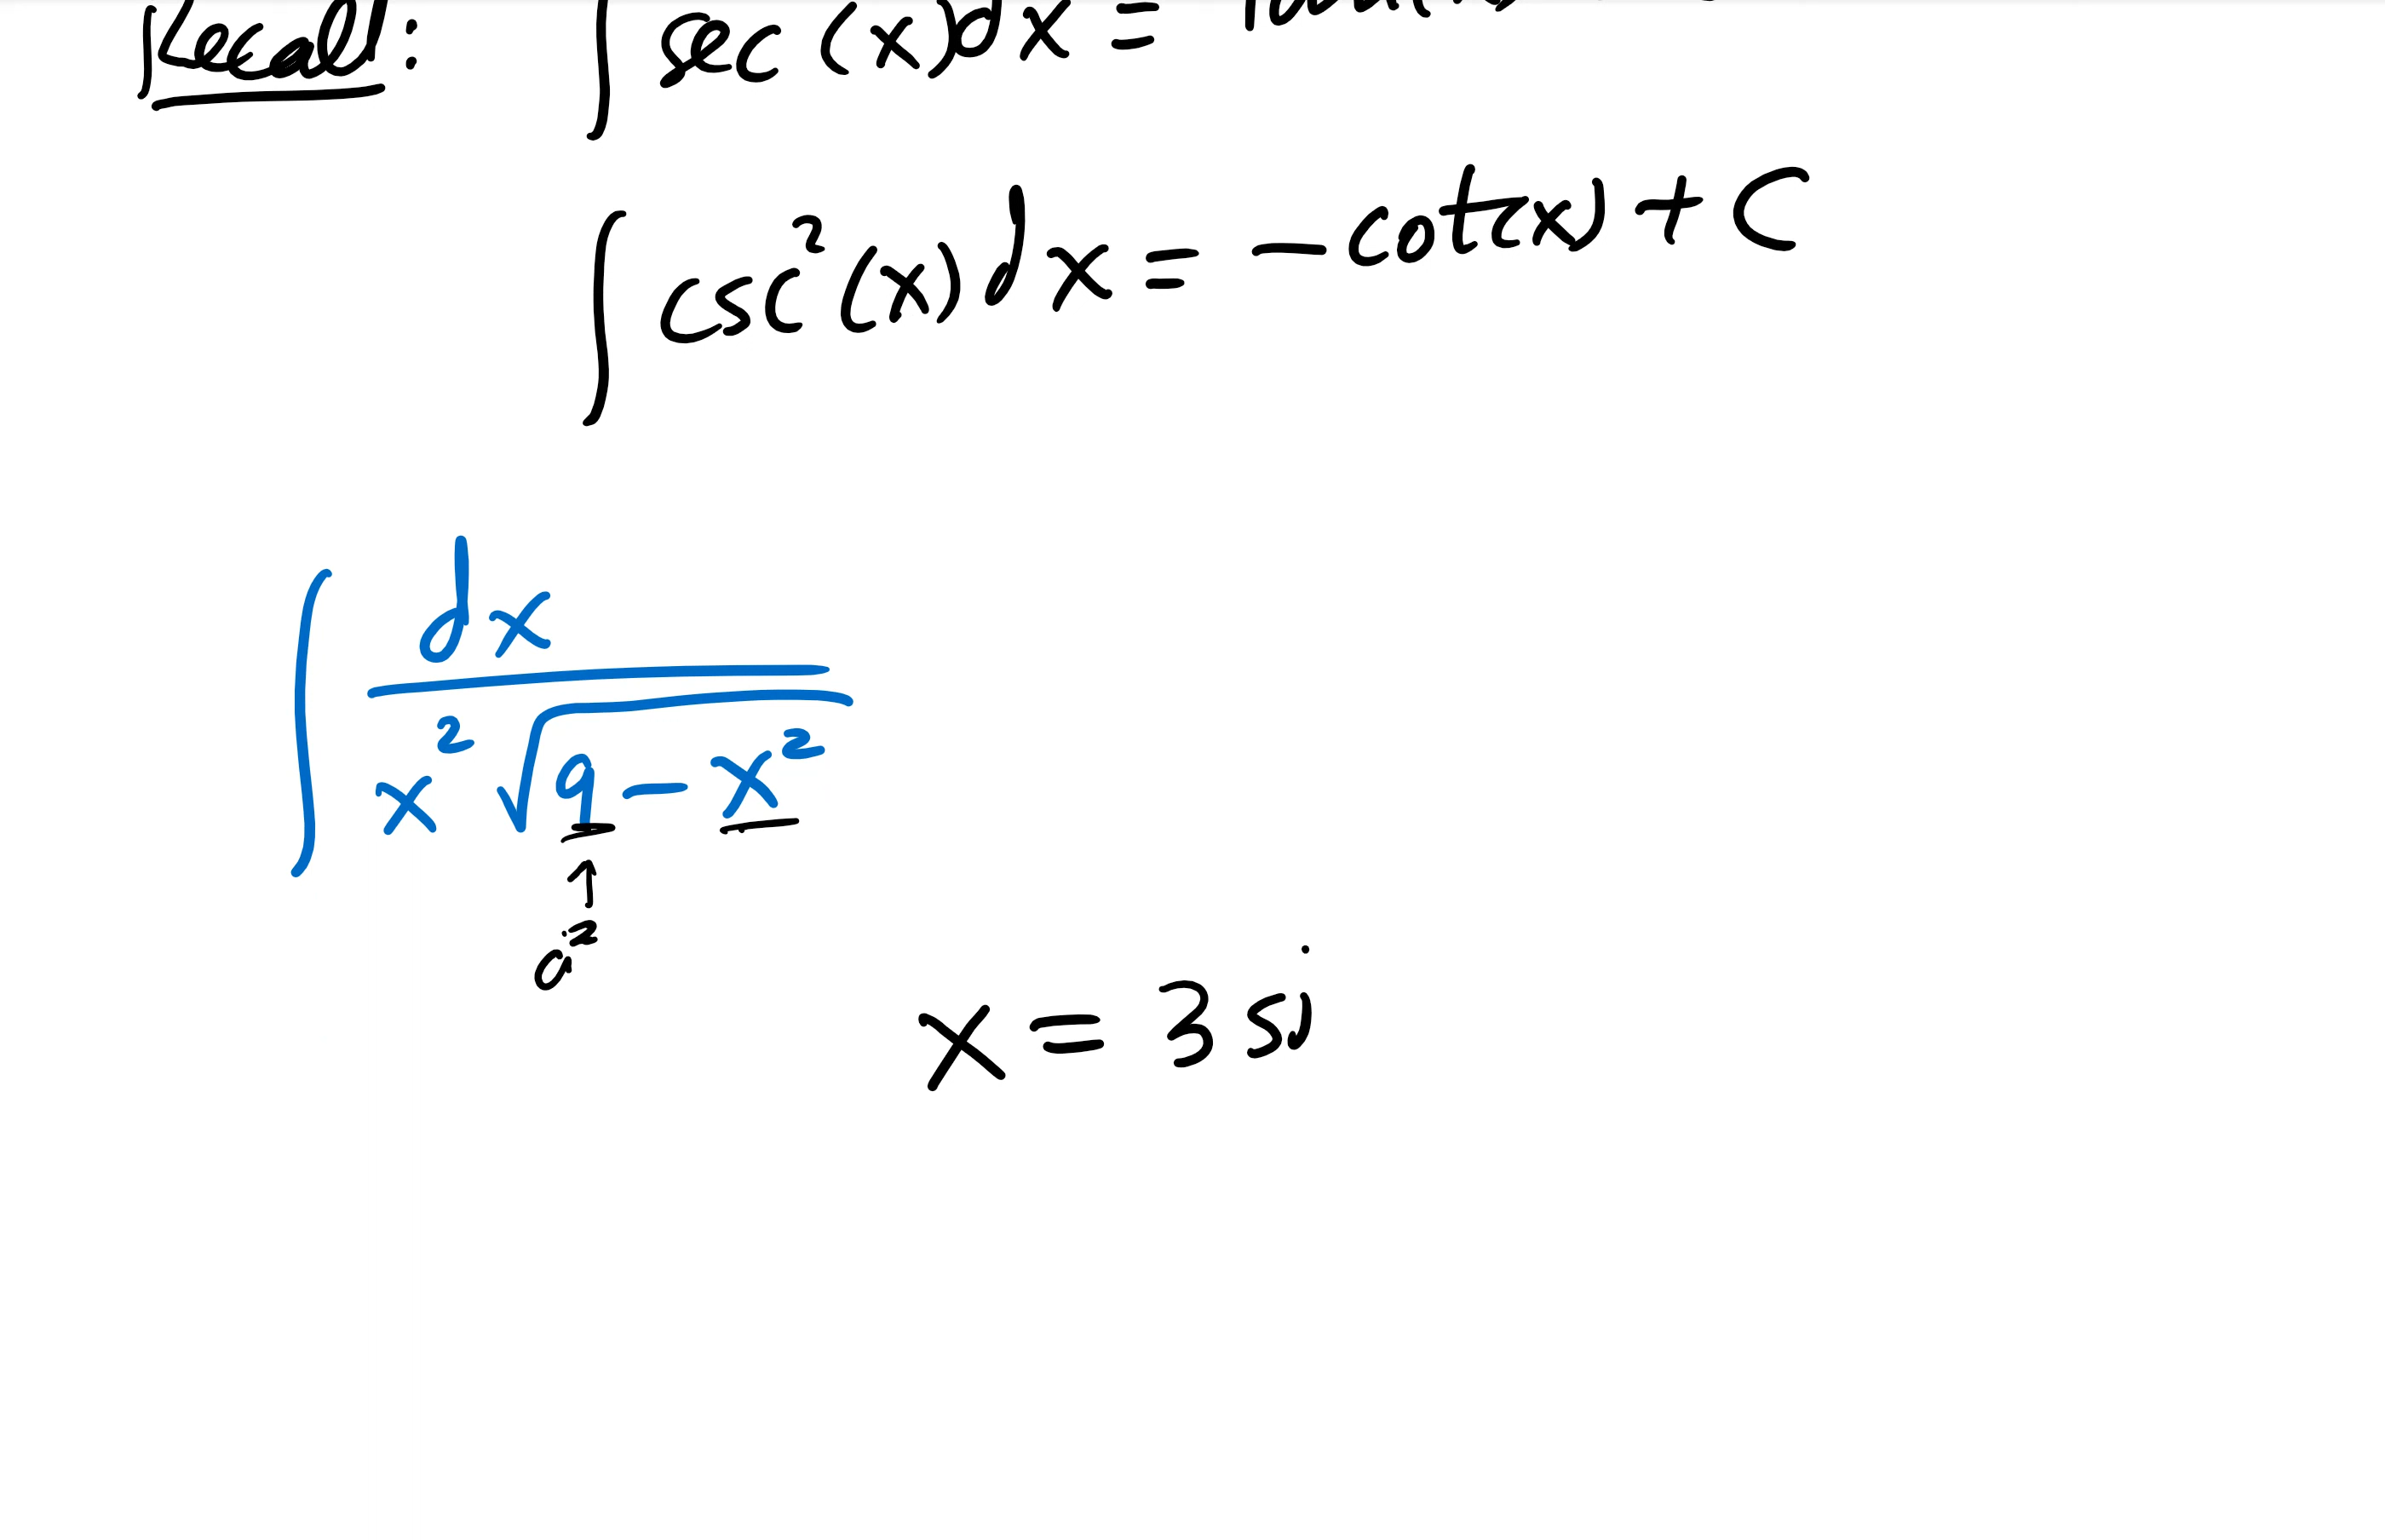 Recall: ∫ sec (x) dx =
∫ csc²(x) dx = - cot(x) + C
∫ dx / x² √9 - x²
↑
a²
x = 3 si